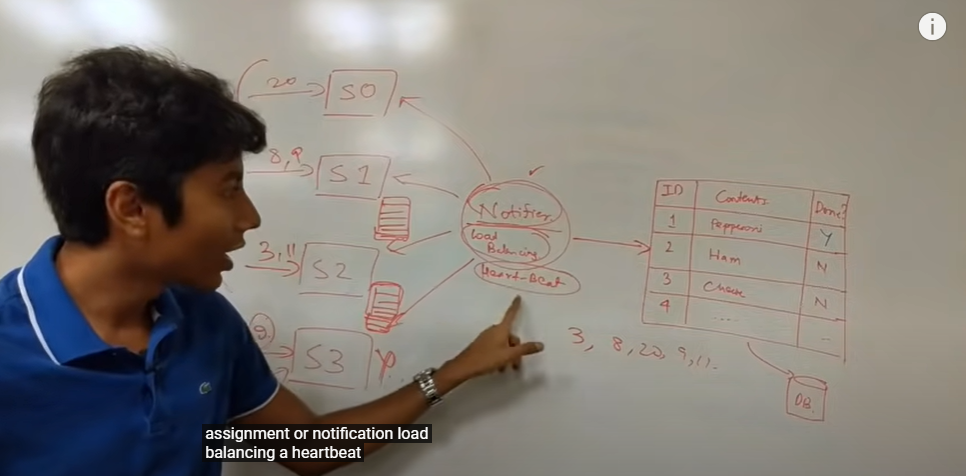 20
S0
8, 9
S1
3, 11
S2
S3
Notifier
Load
Balancing
Heart-Beat
ID Contents Done?
1 Pepperoni Y
2 Ham N
3 Cheese N
4 .... -
3, 8, 20, 9, 11.
DB.
i
assignment or notification load
balancing a heartbeat